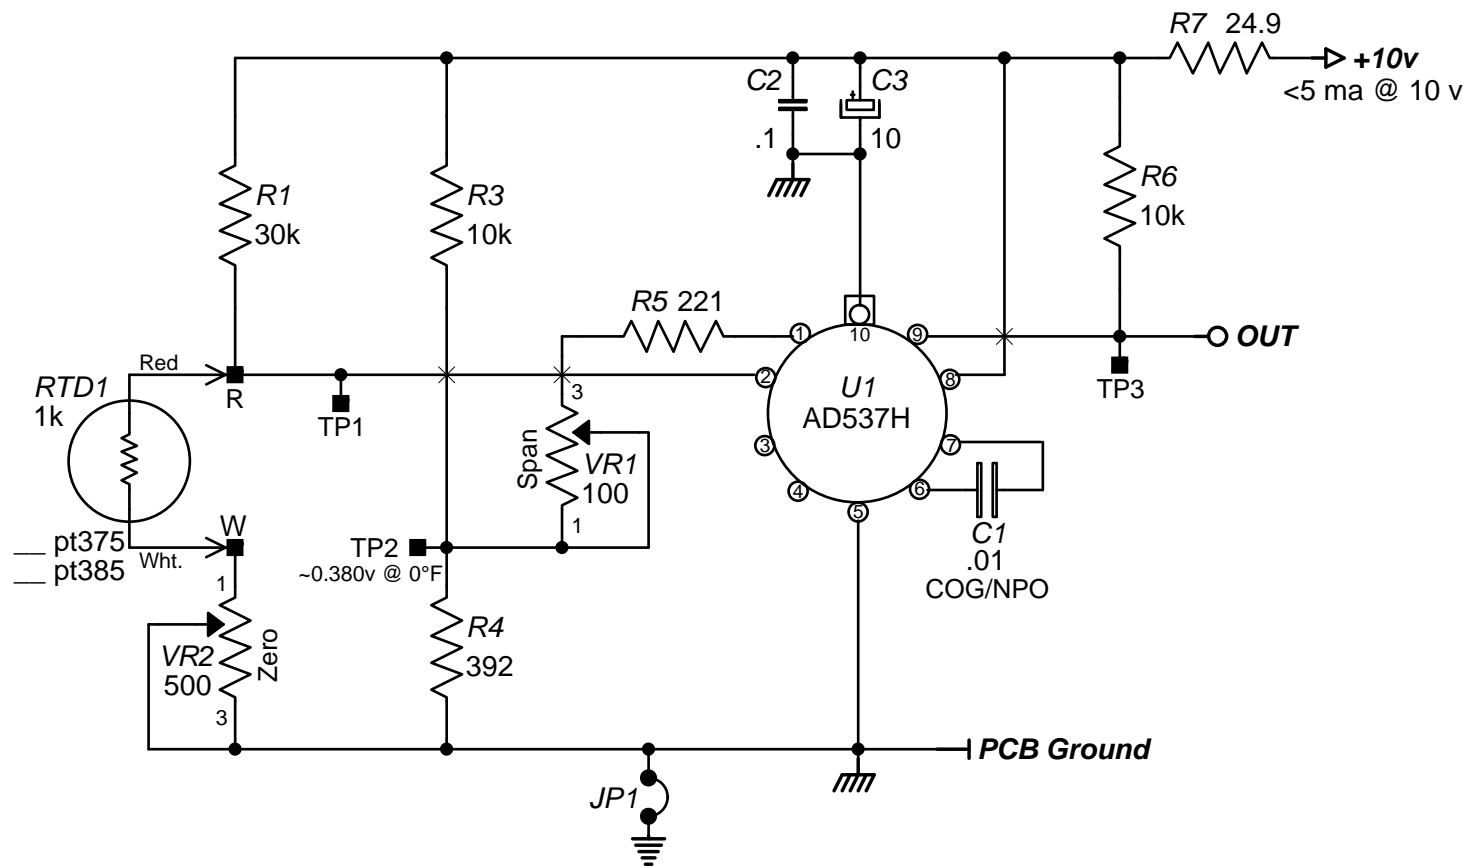 R7 24.9
+10v
<5 ma @ 10 v
C2
.1
C3
10
R1
30k
R3
10k
R6
10k
R5 221
1
10
9
OUT
Red
R
TP1
2
U1
AD537H
8
TP3
RTD1
1k
3
Span
VR1
100
1
3
4
5
6
7
C1
.01
COG/NPO
__ pt375
__ pt385
Wht.
W
TP2
~0.380v @ 0°F
1
VR2
500
Zero
3
R4
392
PCB Ground
JP1